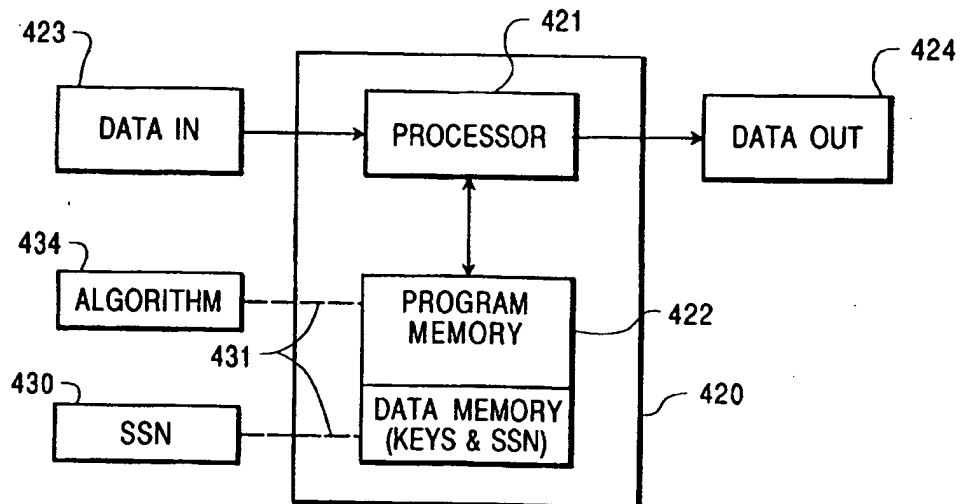 423
421
424
DATA IN
PROCESSOR
DATA OUT
434
ALGORITHM
PROGRAM
MEMORY
422
431
430
SSN
DATA MEMORY
(KEYS & SSN)
420